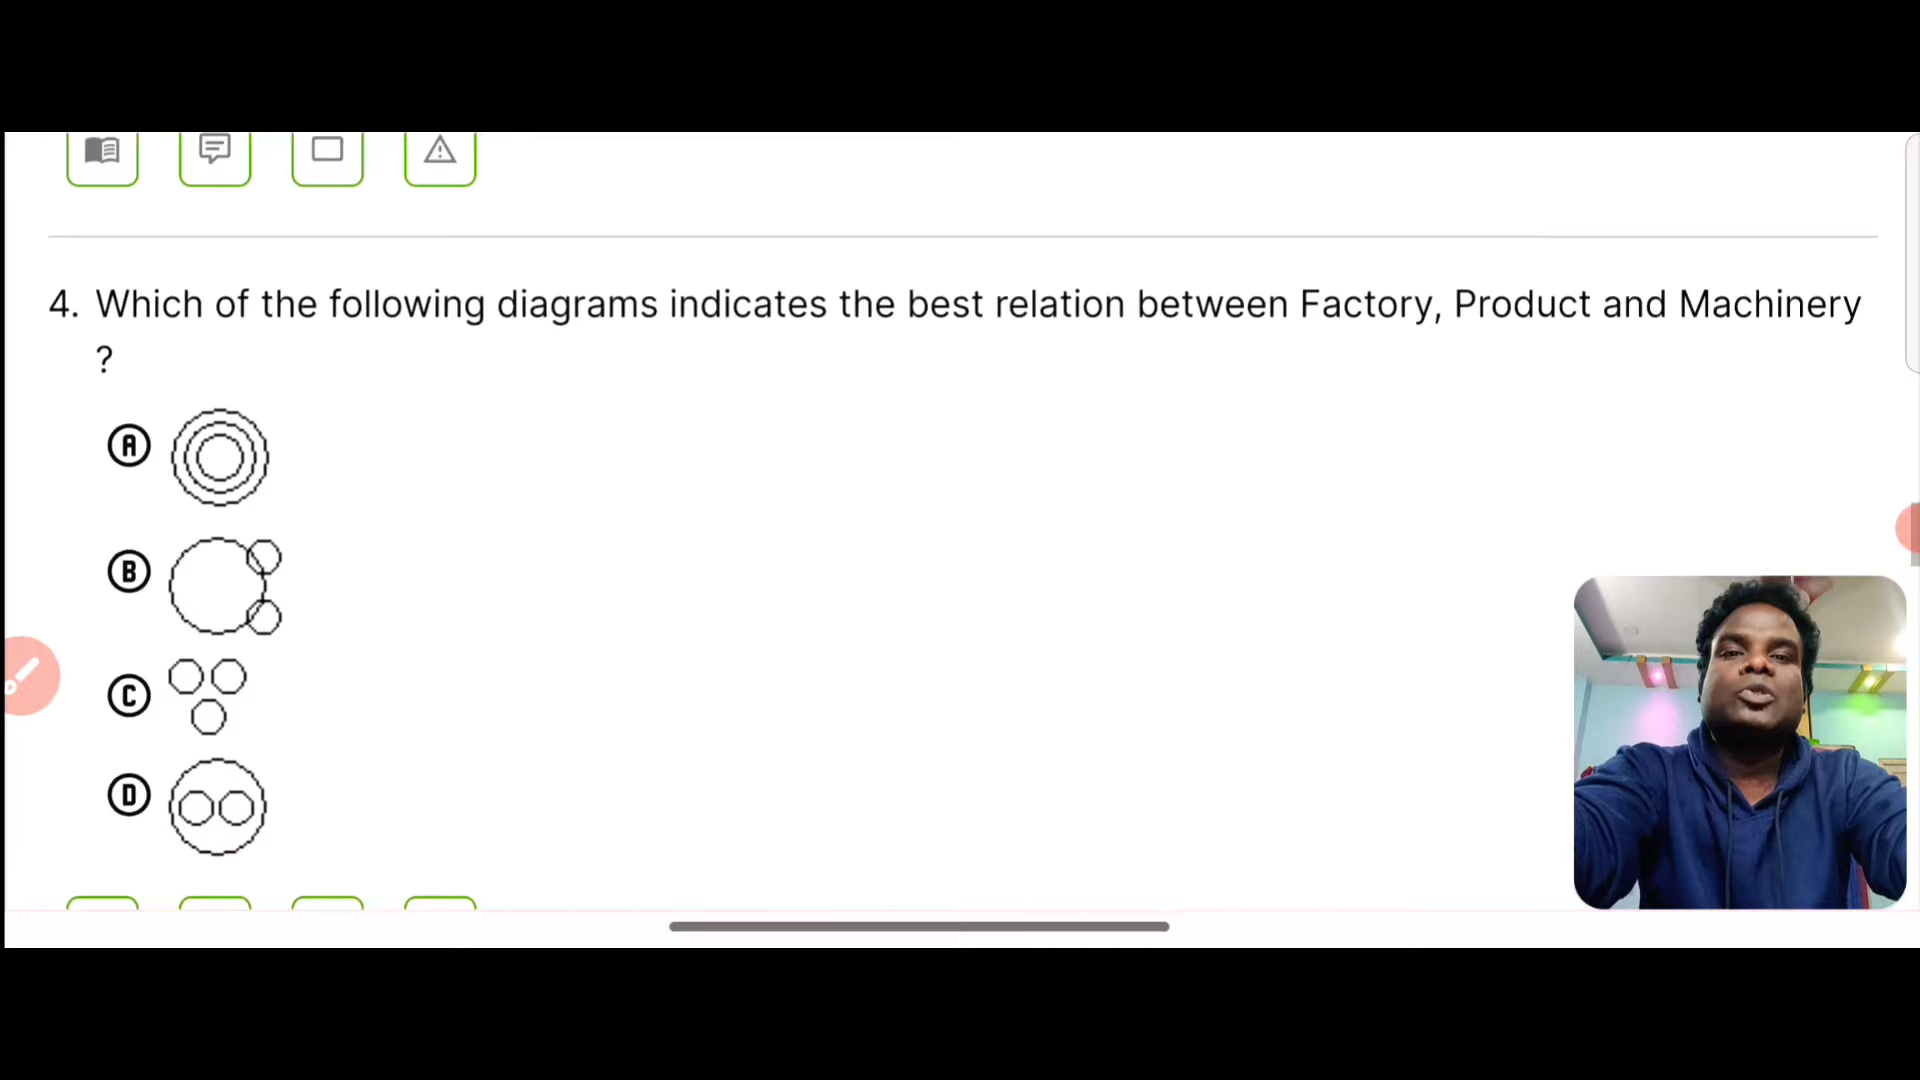 4. Which of the following diagrams indicates the best relation between Factory, Product and Machinery
?
A
B
C
D